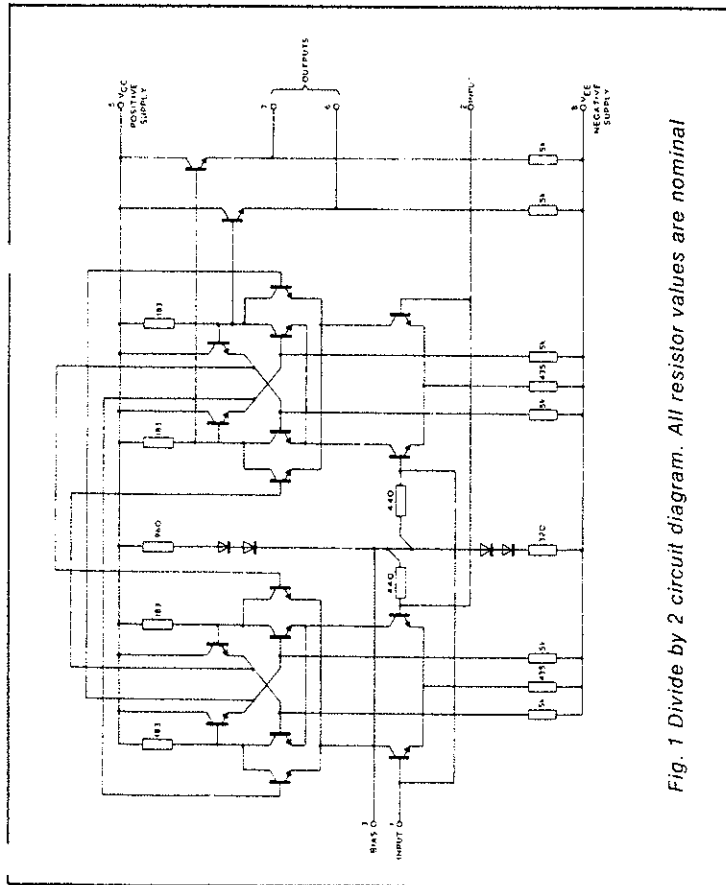 5
VCC
POSITIVE
SUPPLY
7
OUTPUTS
6
2
INPUT
8
VEE
NEGATIVE
SUPPLY
183
183
960
183
183
5k
5k
5k
435
5k
440
440
320
5k
435
5k
3
BIAS
1
INPUT
Fig. 1 Divide by 2 circuit diagram. All resistor values are nominal